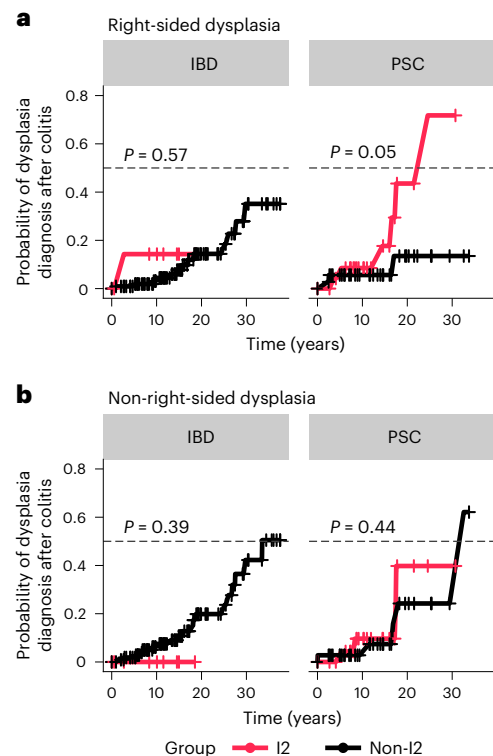 a
Right-sided dysplasia
IBD
PSC
Probability of dysplasia
diagnosis after colitis
0.8
0.6
0.4
0.2
0
P = 0.57
P = 0.05
0 10 20 30
0 10 20 30
Time (years)
b
Non-right-sided dysplasia
IBD
PSC
Probability of dysplasia
diagnosis after colitis
0.8
0.6
0.4
0.2
0
P = 0.39
P = 0.44
0 10 20 30
0 10 20 30
Time (years)
Group I2 Non-I2